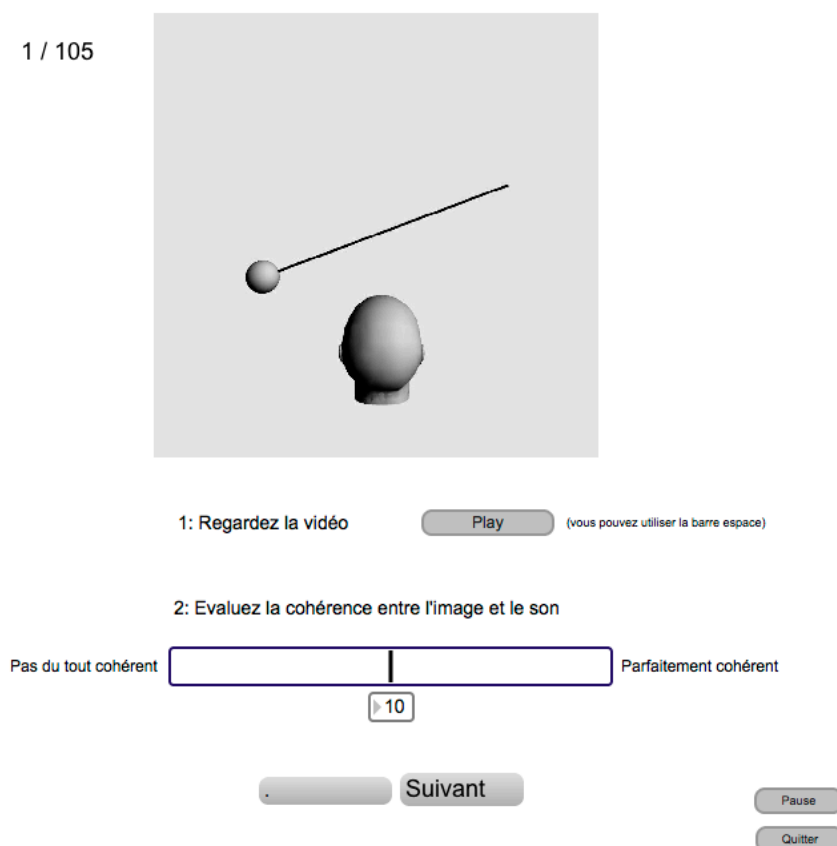 1 / 105
1: Regardez la vidéo
Play
(vous pouvez utiliser la barre espace)
2: Evaluez la cohérence entre l'image et le son
Pas du tout cohérent
Parfaitement cohérent
10
.
Suivant
Pause
Quitter